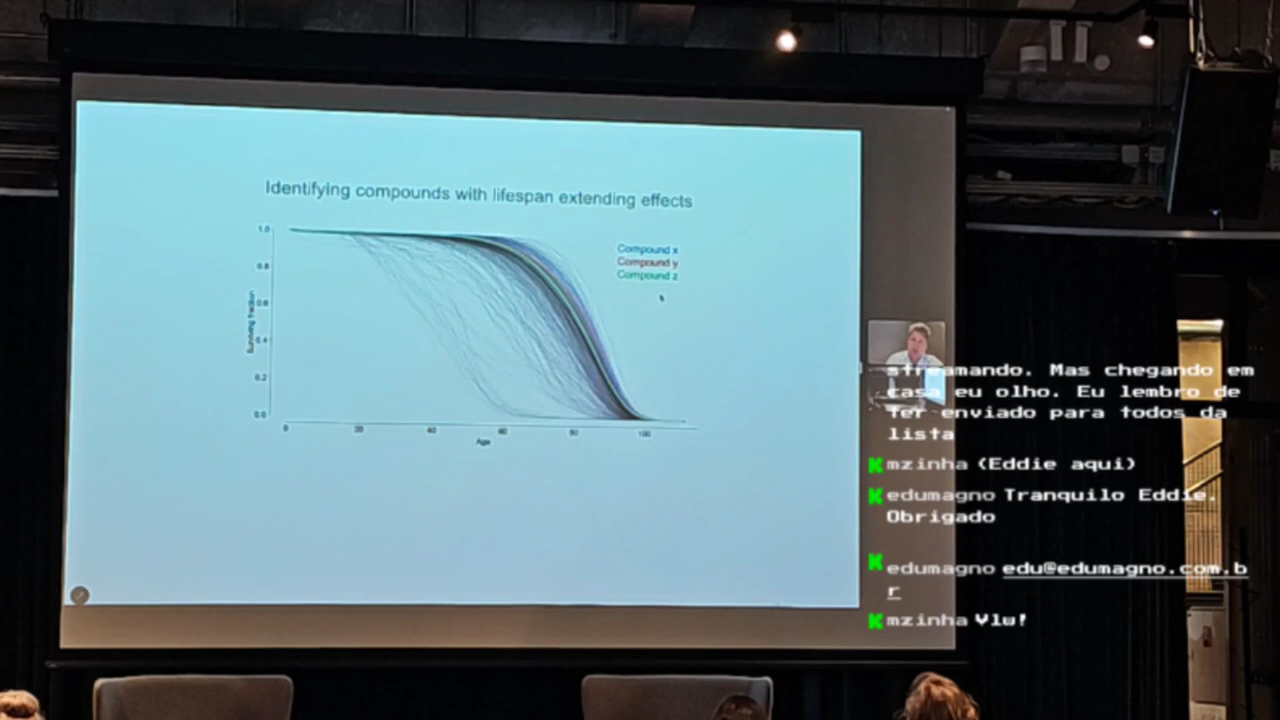 Identifying compounds with lifespan extending effects
Compound x
Compound y
Compound z
1.0
0.8
0.6
0.4
0.2
0.0
Surviving fraction
0
20
40
60
80
100
Age
streamando. Mas chegando em
casa eu olho. Eu lembro de
ter enviado para todos da
lista
mzinha (Eddie aqui)
edumagno Tranquilo Eddie.
Obrigado
edumagno edu@edumagno.com.b
r
mzinha Vlw!